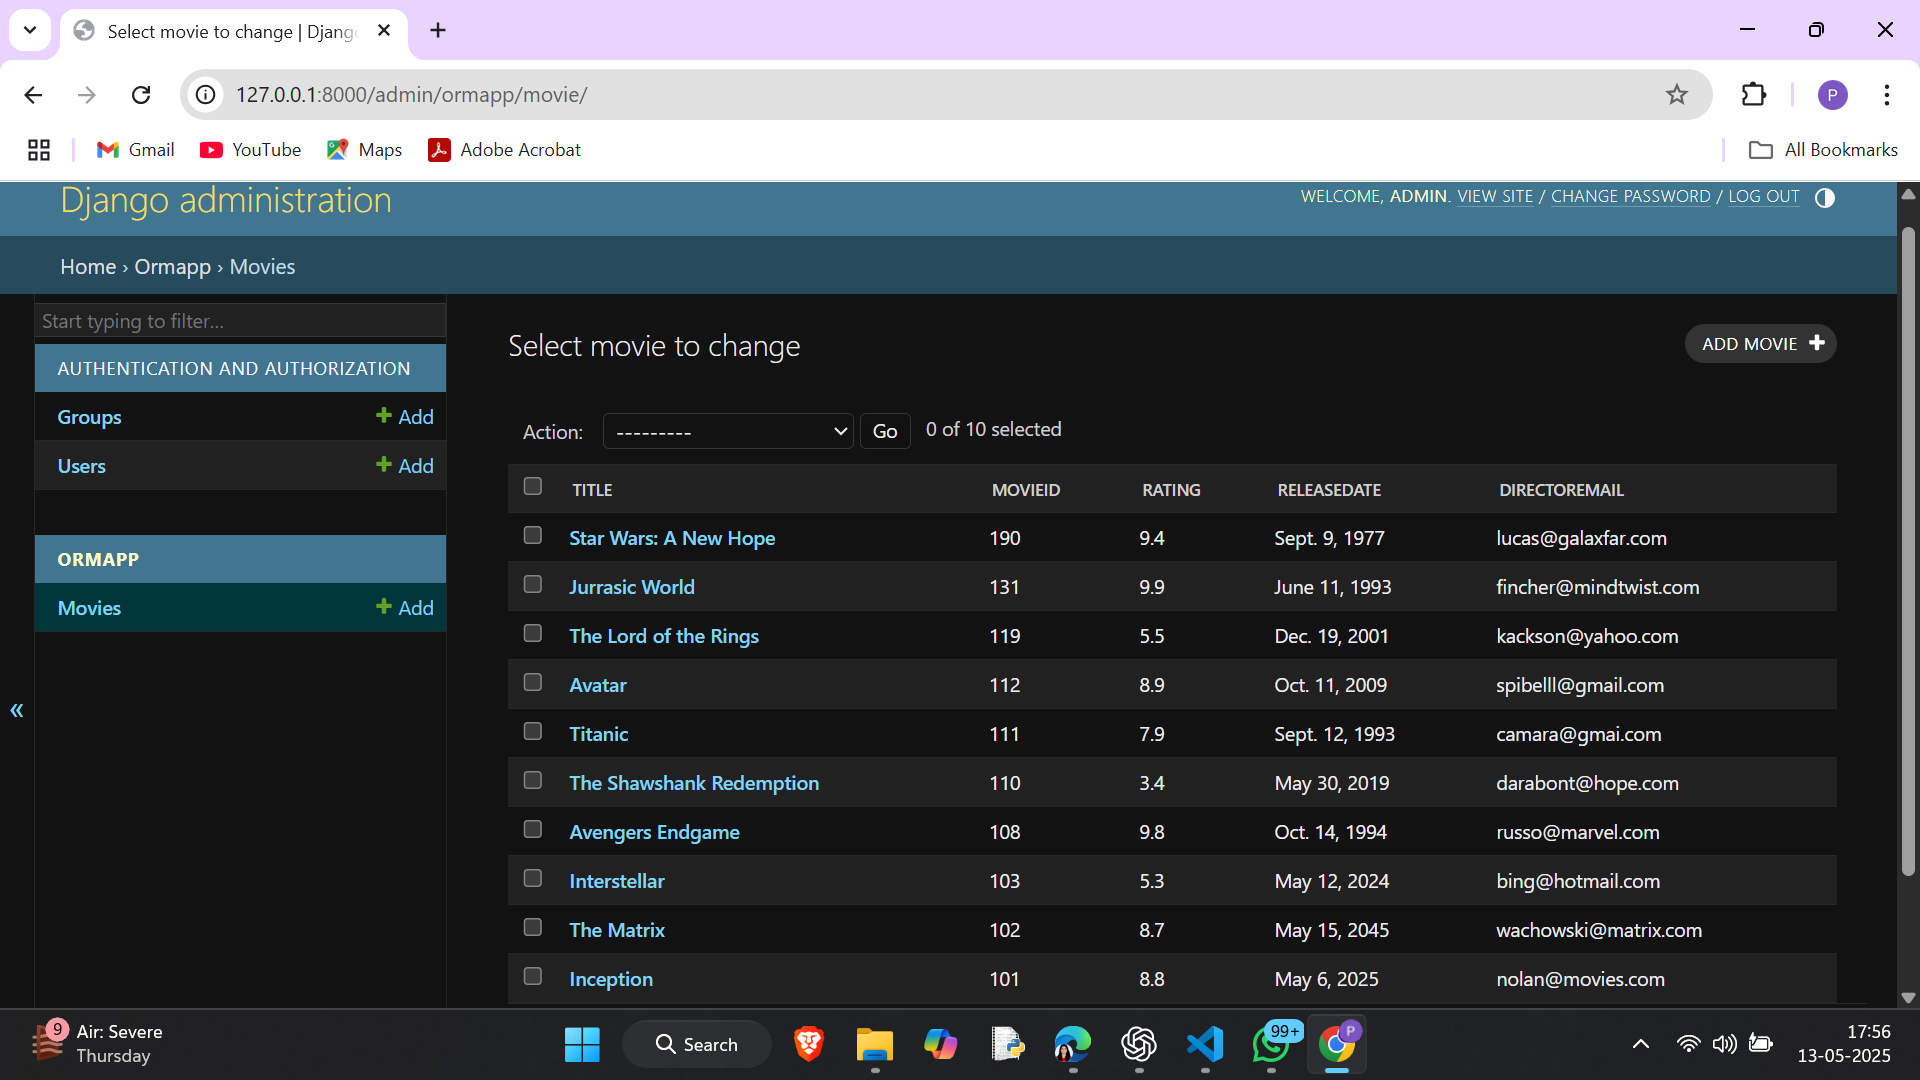 Select movie to change | Djang
127.0.0.1:8000/admin/ormapp/movie/
P
Gmail
YouTube
Maps
Adobe Acrobat
All Bookmarks
Django administration
WELCOME, ADMIN. VIEW SITE / CHANGE PASSWORD / LOG OUT
Home › Ormapp › Movies
Start typing to filter...
AUTHENTICATION AND AUTHORIZATION
Groups + Add
Users + Add
ORMAPP
Movies + Add
«
Select movie to change
ADD MOVIE +
Action: --------- Go 0 of 10 selected
TITLE MOVIEID RATING RELEASEDATE DIRECTOREMAIL
Star Wars: A New Hope 190 9.4 Sept. 9, 1977 lucas@galaxfar.com
Jurrasic World 131 9.9 June 11, 1993 fincher@mindtwist.com
The Lord of the Rings 119 5.5 Dec. 19, 2001 kackson@yahoo.com
Avatar 112 8.9 Oct. 11, 2009 spibelll@gmail.com
Titanic 111 7.9 Sept. 12, 1993 camara@gmai.com
The Shawshank Redemption 110 3.4 May 30, 2019 darabont@hope.com
Avengers Endgame 108 9.8 Oct. 14, 1994 russo@marvel.com
Interstellar 103 5.3 May 12, 2024 bing@hotmail.com
The Matrix 102 8.7 May 15, 2045 wachowski@matrix.com
Inception 101 8.8 May 6, 2025 nolan@movies.com
9
Air: Severe
Thursday
Search
99+
P
17:56
13-05-2025